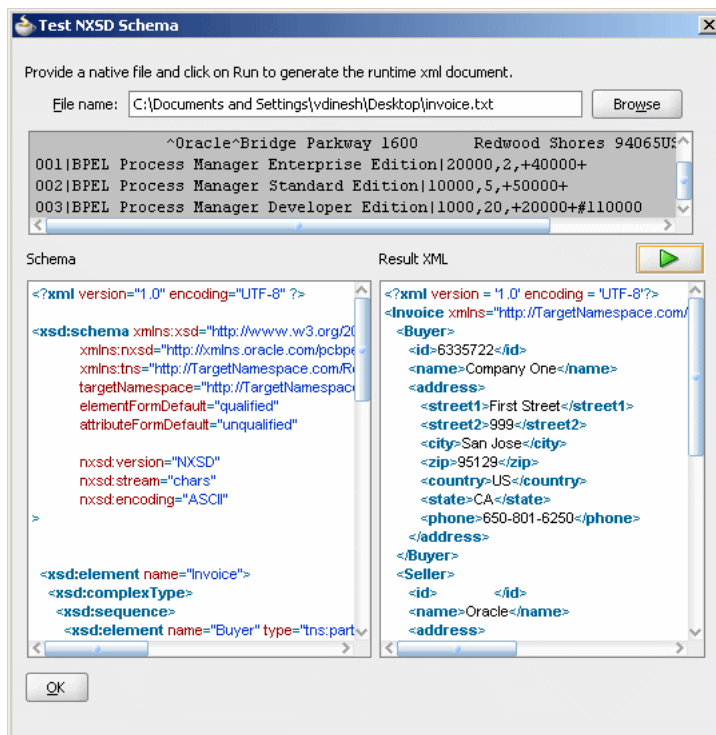 Test NXSD Schema
Provide a native file and click on Run to generate the runtime xml document.
File name: C:\Documents and Settings\vdinesh\Desktop\invoice.txt Browse
^Oracle^Bridge Parkway 1600 Redwood Shores 94065US
001|BPEL Process Manager Enterprise Edition|20000,2,+40000+
002|BPEL Process Manager Standard Edition|10000,5,+50000+
003|BPEL Process Manager Developer Edition|1000,20,+20000+#110000
Schema
<?xml version="1.0" encoding="UTF-8" ?>
<xsd:schema xmlns:xsd="http://www.w3.org/20
xmlns:nxsd="http://xmlns.oracle.com/pcbpe
xmlns:tns="http://TargetNamespace.com/Re
targetNamespace="http://TargetNamespac
elementFormDefault="qualified"
attributeFormDefault="unqualified"
nxsd:version="NXSD"
nxsd:stream="chars"
nxsd:encoding="ASCII"
>
<xsd:element name="Invoice">
<xsd:complexType>
<xsd:sequence>
<xsd:element name="Buyer" type="tns:part
Result XML
<?xml version = '1.0' encoding = 'UTF-8'?>
<Invoice xmlns="http://TargetNamespace.com/
<Buyer>
<id>6335722</id>
<name>Company One</name>
<address>
<street1>First Street</street1>
<street2>999</street2>
<city>San Jose</city>
<zip>95129</zip>
<country>US</country>
<state>CA</state>
<phone>650-801-6250</phone>
</address>
</Buyer>
<Seller>
<id> </id>
<name>Oracle</name>
<address>
OK